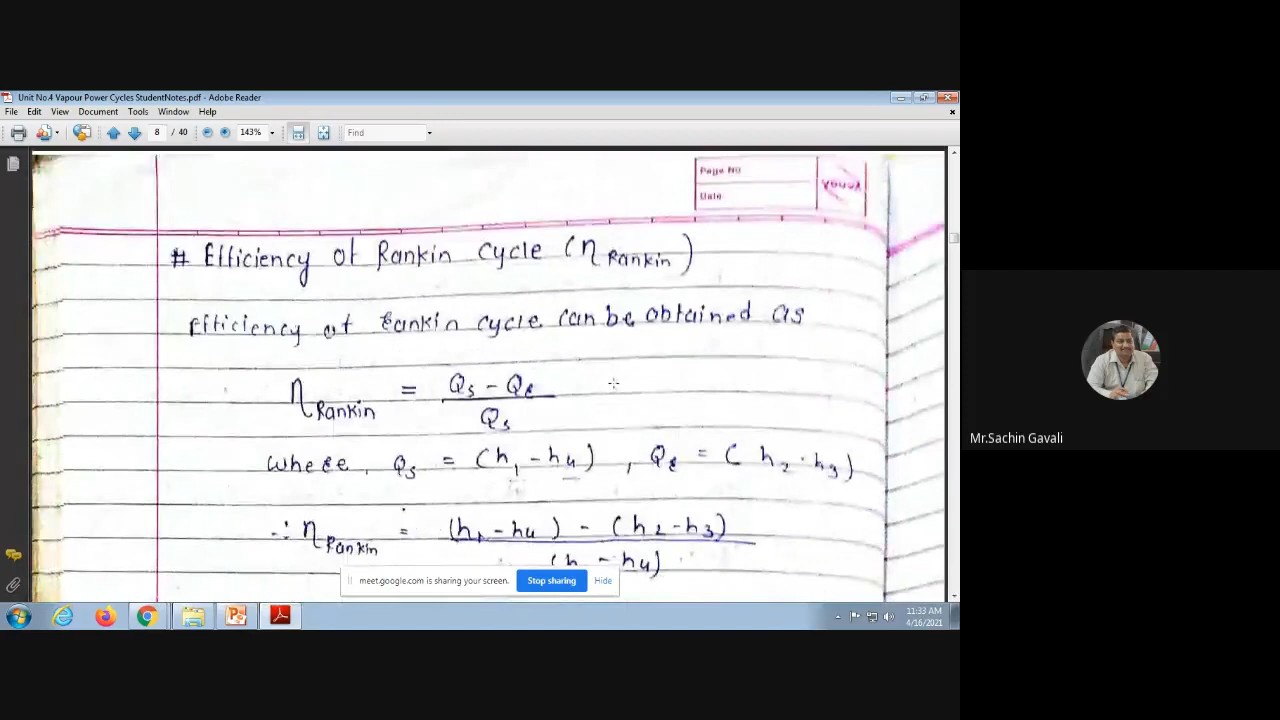 Unit No.4 Vapour Power Cycles StudentNotes.pdf - Adobe Reader
File Edit View Document Tools Window Help
8 / 40 143% Find
Page No
Date
# Efficiency of Rankin cycle (η Rankin)
Efficiency of Rankin cycle can be obtained as
η Rankin = Qs - QR / Qs
where, Qs = (h1 - h4), QR = (h2 - h3)
∴ η Rankin = (h1 - h4) - (h2 - h3)
(h - h4)
meet.google.com is sharing your screen. Stop sharing Hide
11:33 AM
4/16/2021
Mr.Sachin Gavali